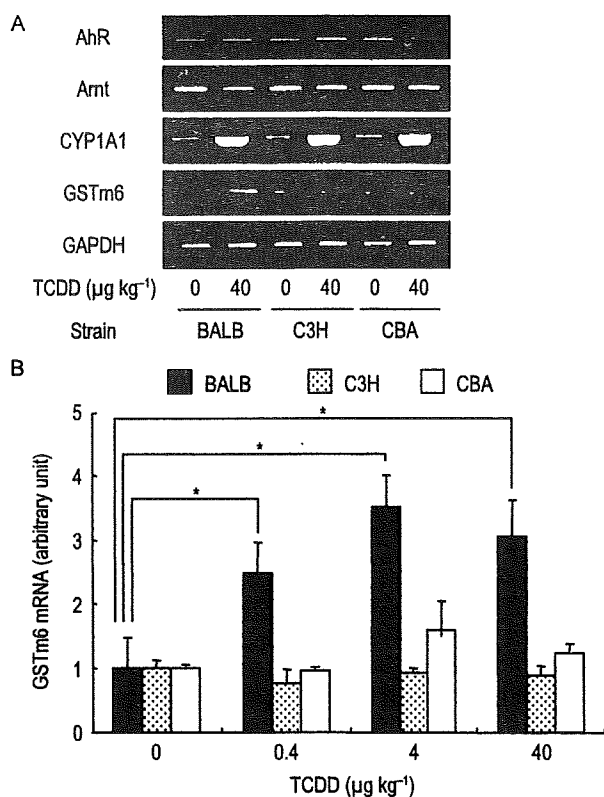 A
AhR
Arnt
CYP1A1
GSTm6
GAPDH
TCDD (µg kg⁻¹) 0 40 0 40 0 40
Strain BALB C3H CBA
B
BALB C3H CBA
5
4
3
2
1
0
GSTm6 mRNA (arbitrary unit)
*
*
*
0 0.4 4 40
TCDD (µg kg⁻¹)